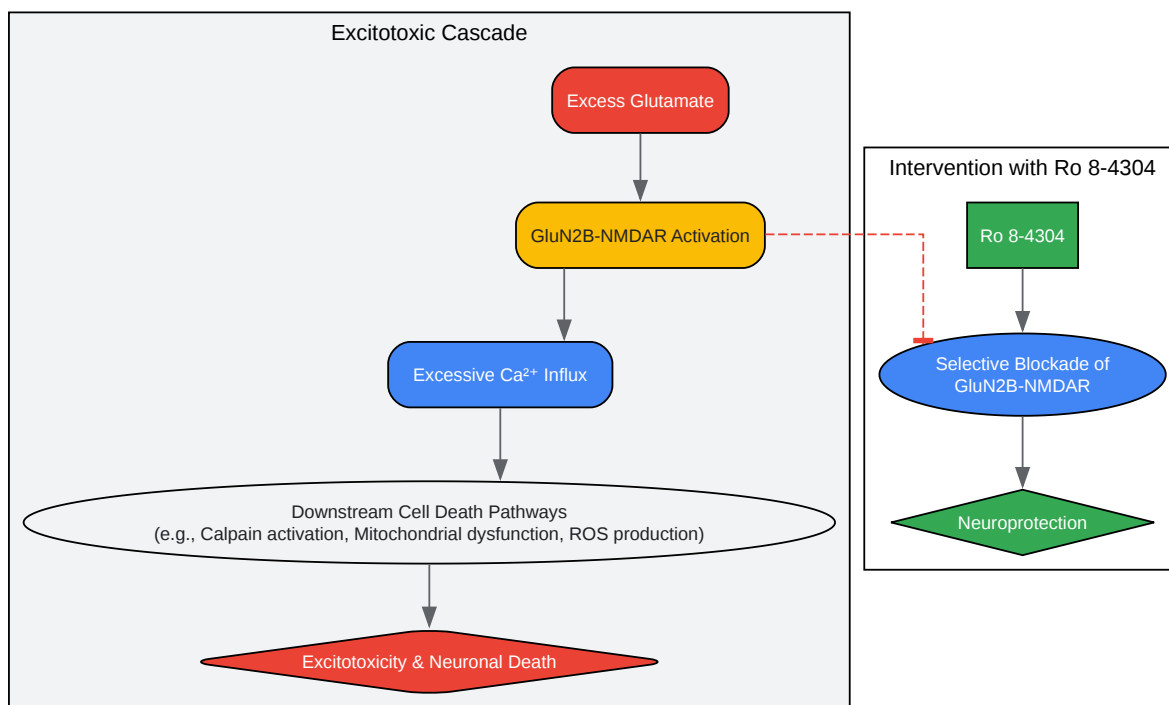 Excitotoxic Cascade
Excess Glutamate
GluN2B-NMDAR Activation
Excessive Ca²⁺ Influx
Downstream Cell Death Pathways
(e.g., Calpain activation, Mitochondrial dysfunction, ROS production)
Excitotoxicity & Neuronal Death
Intervention with Ro 8-4304
Ro 8-4304
Selective Blockade of
GluN2B-NMDAR
Neuroprotection